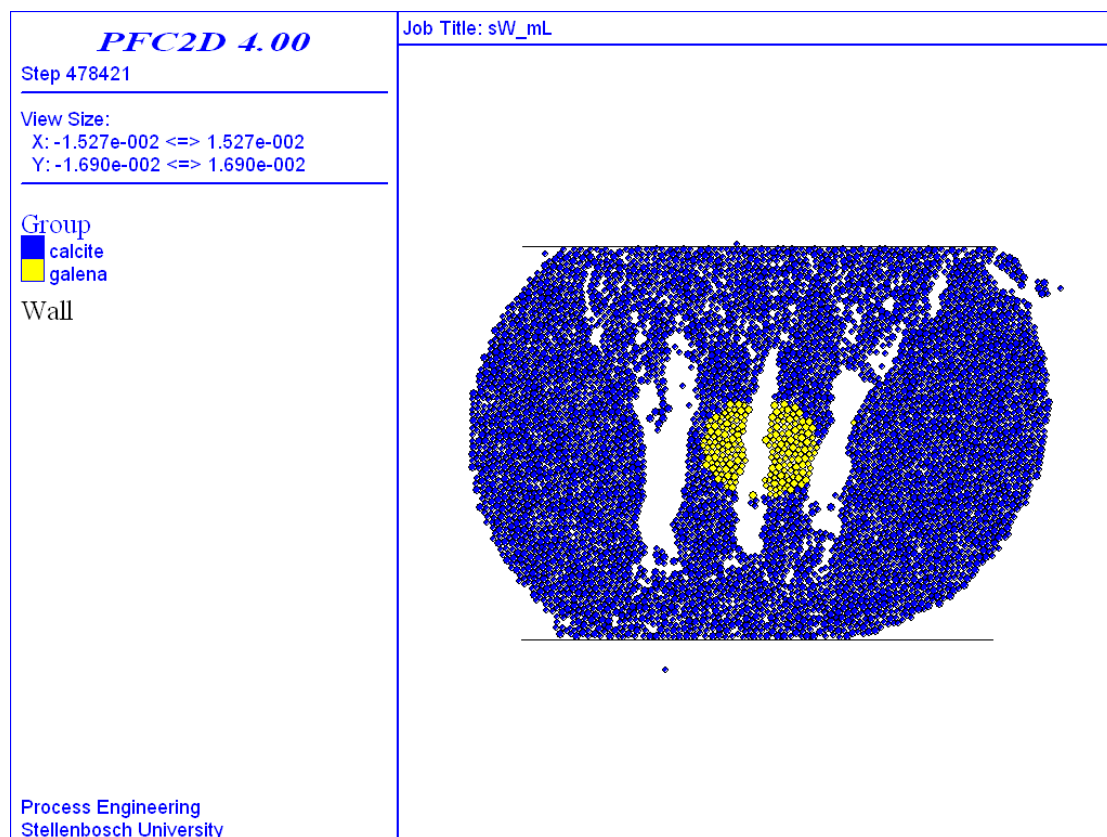 PFC2D 4.00
Job Title: sW_mL
Step 478421
View Size:
X: -1.527e-002 <=> 1.527e-002
Y: -1.690e-002 <=> 1.690e-002
Group
calcite
galena
Wall
Process Engineering
Stellenbosch University